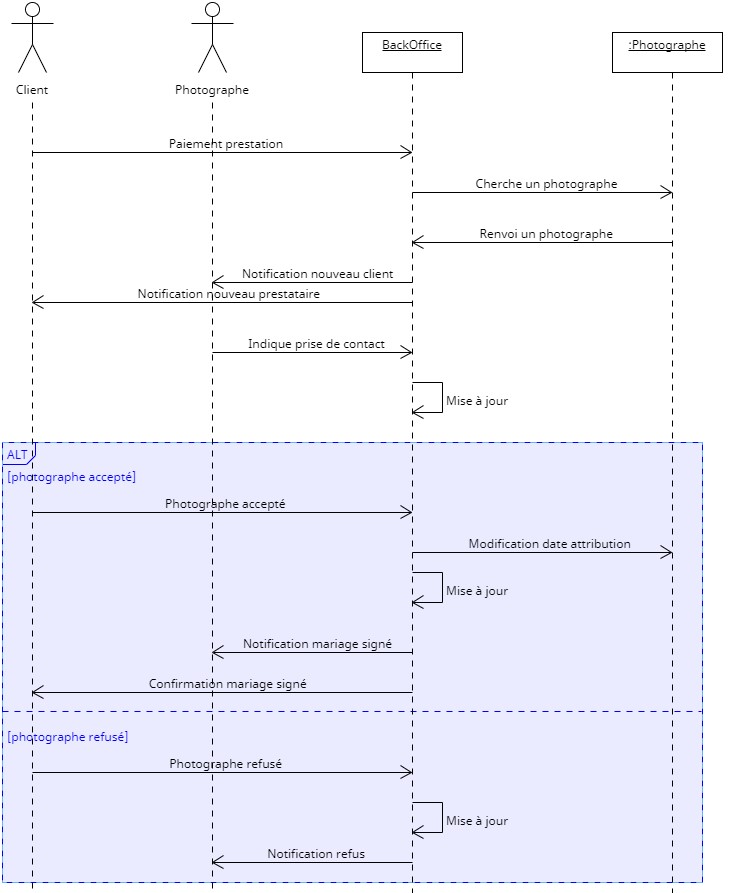 BackOffice
:Photographe
Client
Photographe
Paiement prestation
Cherche un photographe
Renvoi un photographe
Notification nouveau client
Notification nouveau prestataire
Indique prise de contact
Mise à jour
ALT
[photographe accepté]
Photographe accepté
Modification date attribution
Mise à jour
Notification mariage signé
Confirmation mariage signé
[photographe refusé]
Photographe refusé
Mise à jour
Notification refus